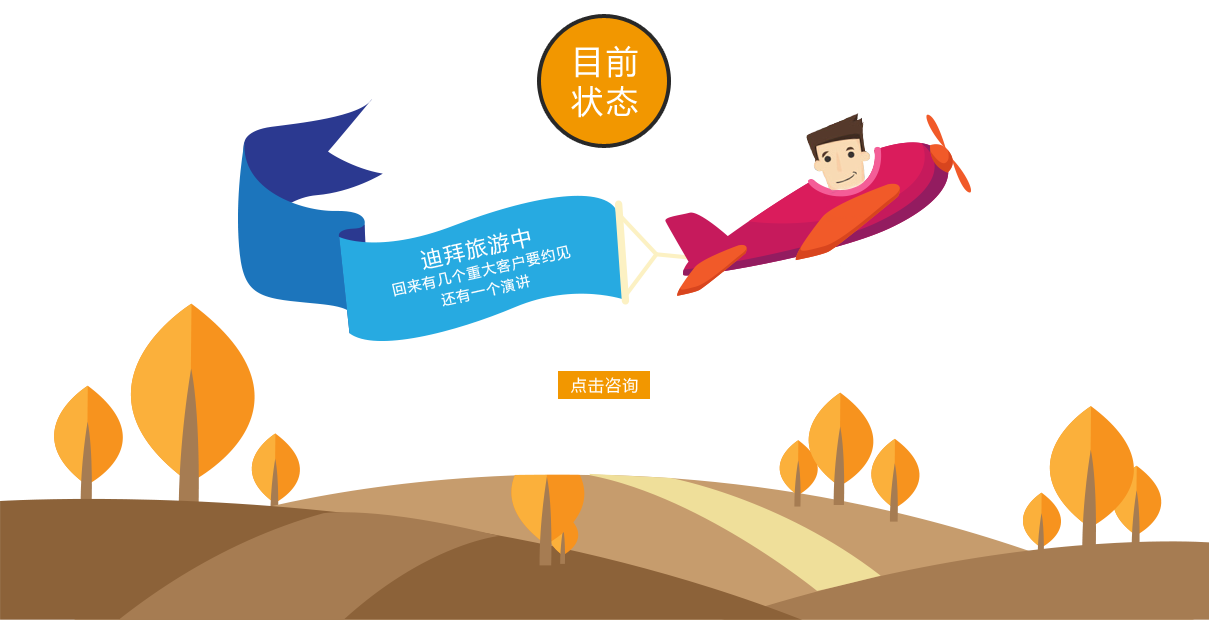 目前
状态
迪拜旅游中
回来有几个重大客户要约见
还有一个演讲
点击咨询